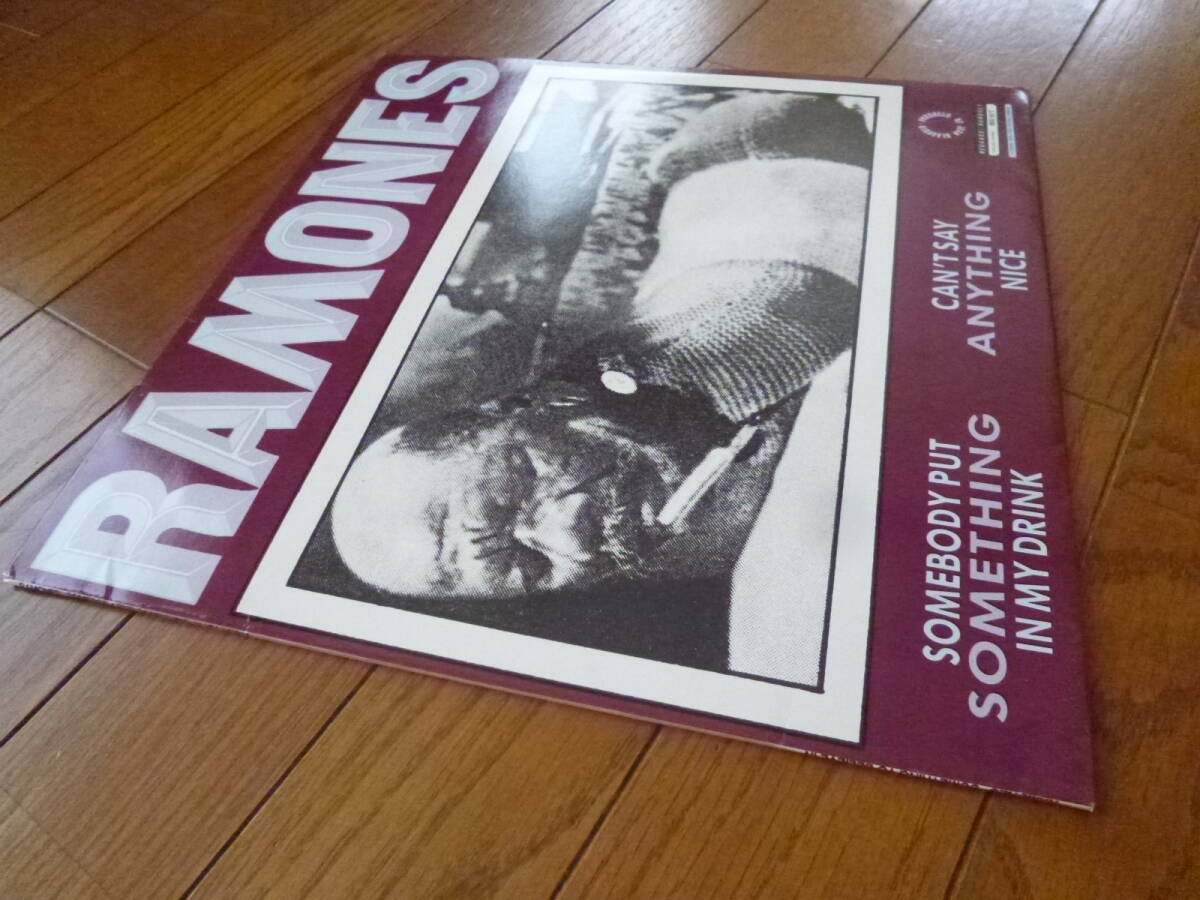 RAMONES
SOMEBODY PUT
SOMETHING
IN MY DRINK
CAN'T SAY
ANYTHING
NICE